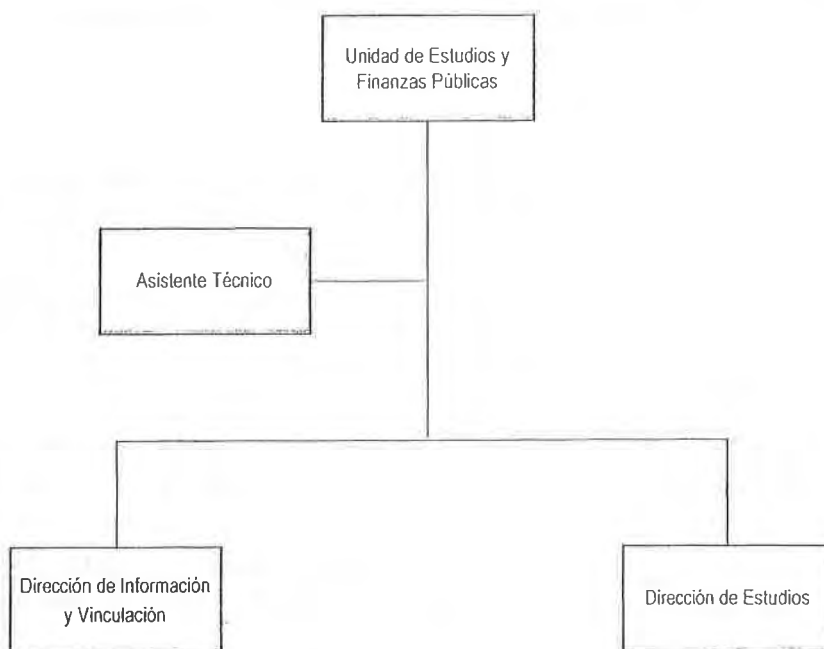 Unidad de Estudios y
Finanzas Públicas
Asistente Técnico
Dirección de Información
y Vinculación
Dirección de Estudios